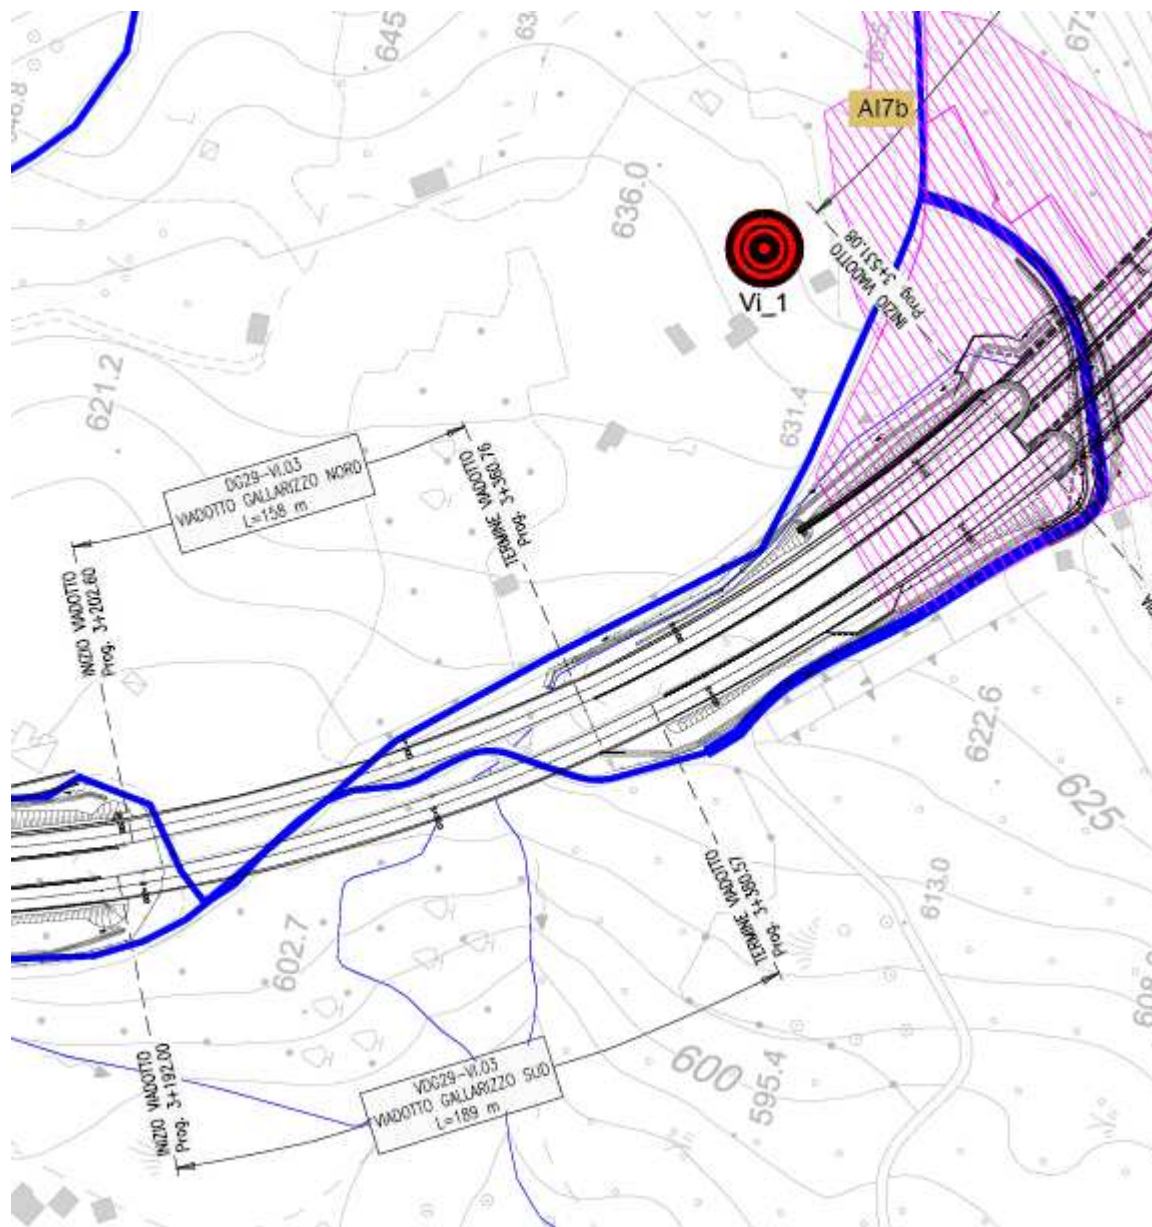 645
672
AI7b
636.0
INIZIO VIADOTTO
Prog. 3+531.08
Vi_1
621.2
631.4
DG29-VI.03
VIADOTTO GALLARIZZO NORD
L=158 m
TERMINE VIADOTTO
Prog. 3+360.76
INIZIO VIADOTTO
Prog. 3+202.60
622.6
625
613.0
602.7
TERMINE VIADOTTO
Prog. 3+380.57
600
595.4
VDG29-VI.03
VIADOTTO GALLARIZZO SUD
L=189 m
INIZIO VIADOTTO
Prog. 3+192.00